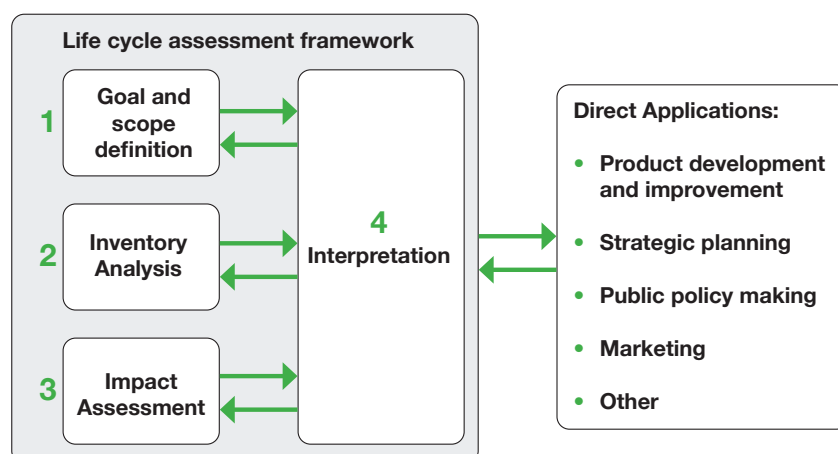 Life cycle assessment framework
1
Goal and
scope
definition
2
Inventory
Analysis
3
Impact
Assessment
4
Interpretation
Direct Applications:
• Product development
and improvement
• Strategic planning
• Public policy making
• Marketing
• Other